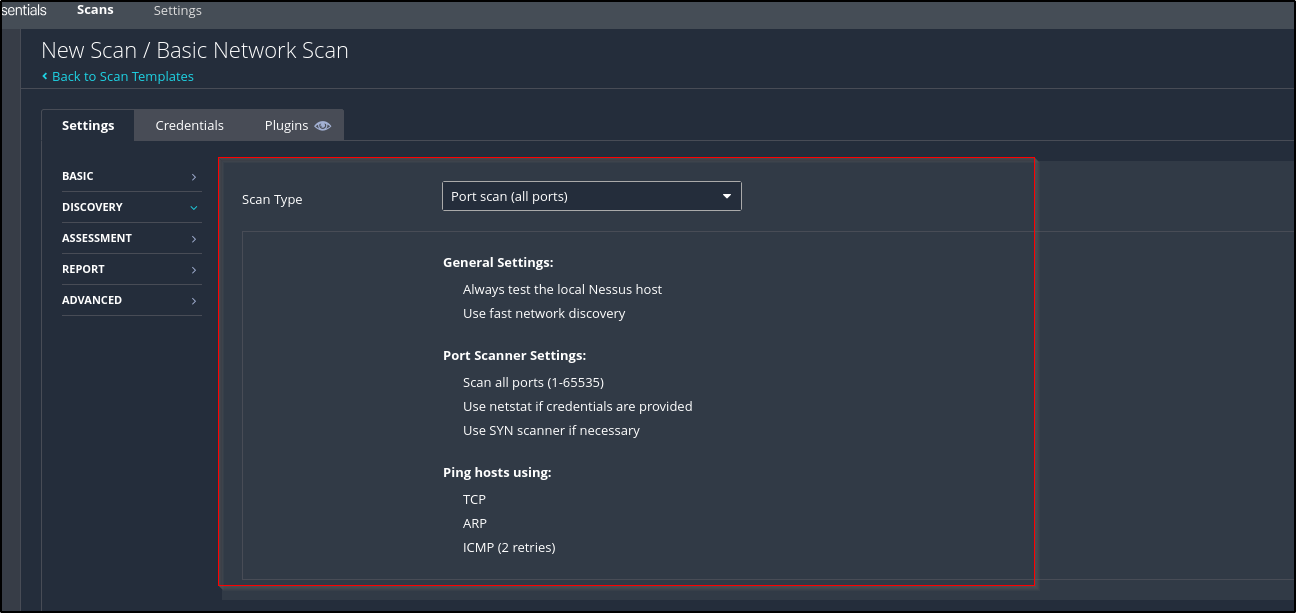 sentials Scans Settings
New Scan / Basic Network Scan
Back to Scan Templates
Settings Credentials Plugins
BASIC
DISCOVERY
ASSESSMENT
REPORT
ADVANCED
Scan Type Port scan (all ports)
General Settings:
Always test the local Nessus host
Use fast network discovery
Port Scanner Settings:
Scan all ports (1-65535)
Use netstat if credentials are provided
Use SYN scanner if necessary
Ping hosts using:
TCP
ARP
ICMP (2 retries)